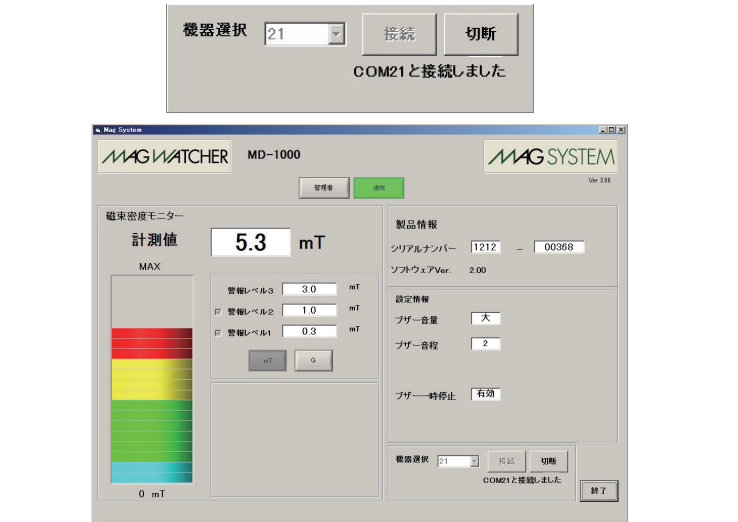 機器選択 21 接続 切断
COM21と接続しました
Mag System
MAGWATCHER MD-1000 MAGSYSTEM
Ver 3.00
管理者 通常
磁束密度モニター
計測値 5.3 mT
MAX
警報レベル3 3.0 mT
警報レベル2 1.0 mT
警報レベル1 0.3 mT
mT G
0 mT
製品情報
シリアルナンバー 1212 - 00368
ソフトウェアVer. 2.00
設定情報
ブザー音量 大
ブザー音程 2
ブザー一時停止 有効
機器選択 21 接続 切断
COM21と接続しました
終了